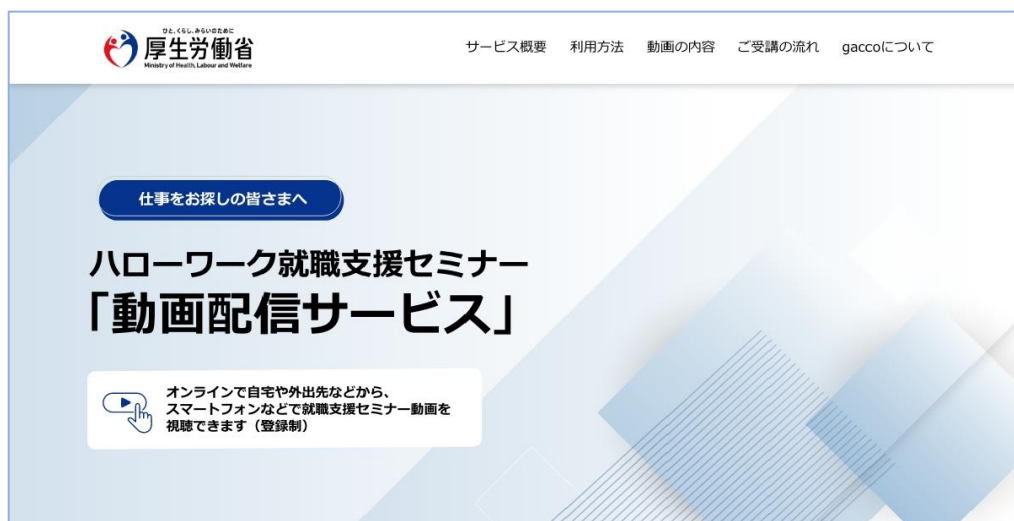 ひと、くらし、みらいのために
厚生労働省
Ministry of Health, Labour and Welfare
サービス概要 利用方法 動画の内容 ご受講の流れ gaccoについて
仕事をお探しの皆さまへ
ハローワーク就職支援セミナー
「動画配信サービス」
オンラインで自宅や外出先などから、
スマートフォンなどで就職支援セミナー動画を
視聴できます（登録制）